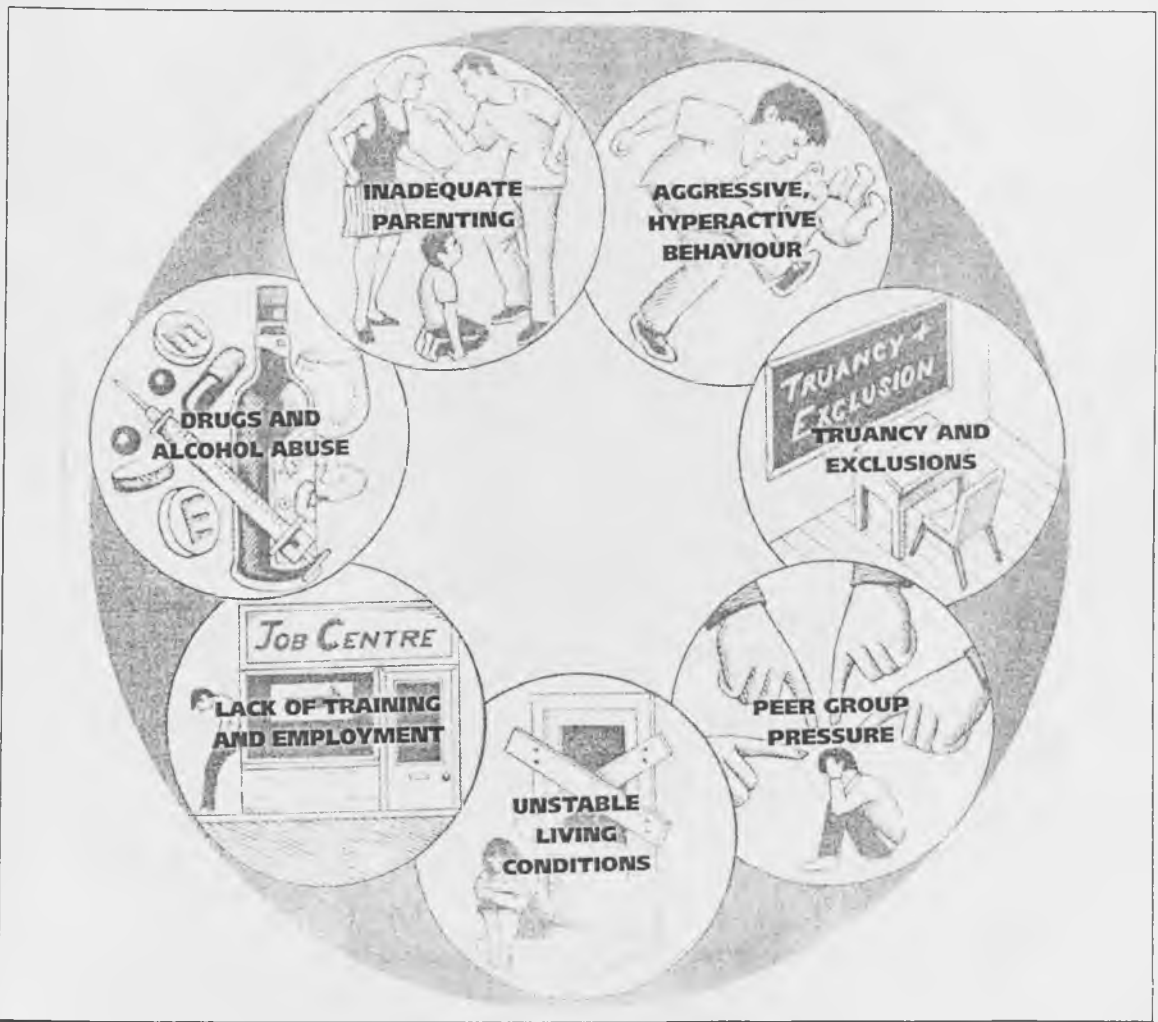 INADEQUATE
PARENTING
AGGRESSIVE,
HYPERACTIVE
BEHAVIOUR
TRUANCY +
EXCLUSION
TRUANCY AND
EXCLUSIONS
PEER GROUP
PRESSURE
UNSTABLE
LIVING
CONDITIONS
JOB CENTRE
LACK OF TRAINING
AND EMPLOYMENT
DRUGS AND
ALCOHOL ABUSE
E
E